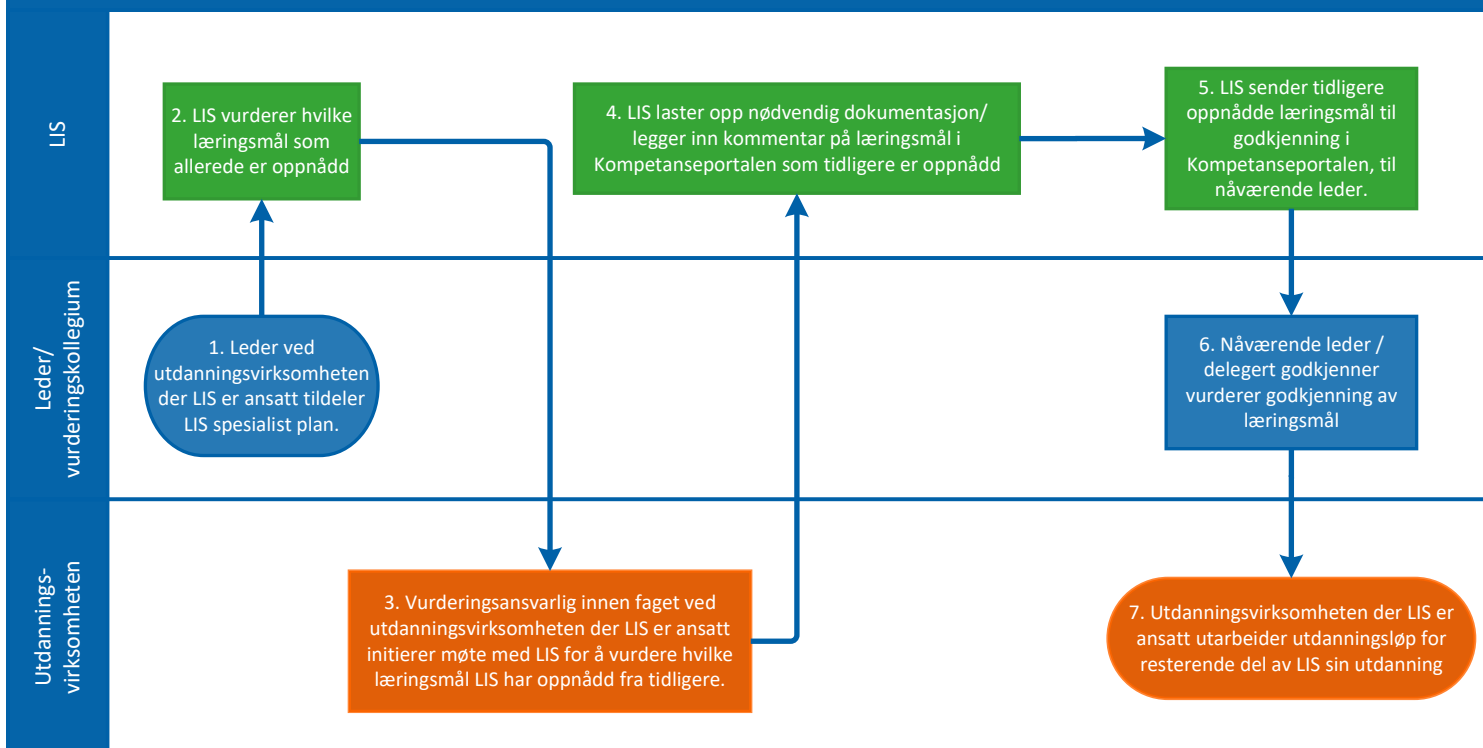 LIS
2. LIS vurderer hvilke
læringsmål som
allerede er oppnådd
4. LIS laster opp nødvendig dokumentasjon/
legger inn kommentar på læringsmål i
Kompetanseportalen som tidligere er oppnådd
5. LIS sender tidligere
oppnådde læringsmål til
godkjenning i
Kompetanseportalen, til
nåværende leder.
Leder/
vurderingskollegium
1. Leder ved
utdanningsvirksomheten
der LIS er ansatt tildeler
LIS spesialist plan.
6. Nåværende leder /
delegert godkjenner
vurderer godkjenning av
læringsmål
Utdannings-
virksomheten
3. Vurderingsansvarlig innen faget ved
utdanningsvirksomheten der LIS er ansatt
initierer møte med LIS for å vurdere hvilke
læringsmål LIS har oppnådd fra tidligere.
7. Utdanningsvirksomheten der LIS er
ansatt utarbeider utdanningsløp for
resterende del av LIS sin utdanning